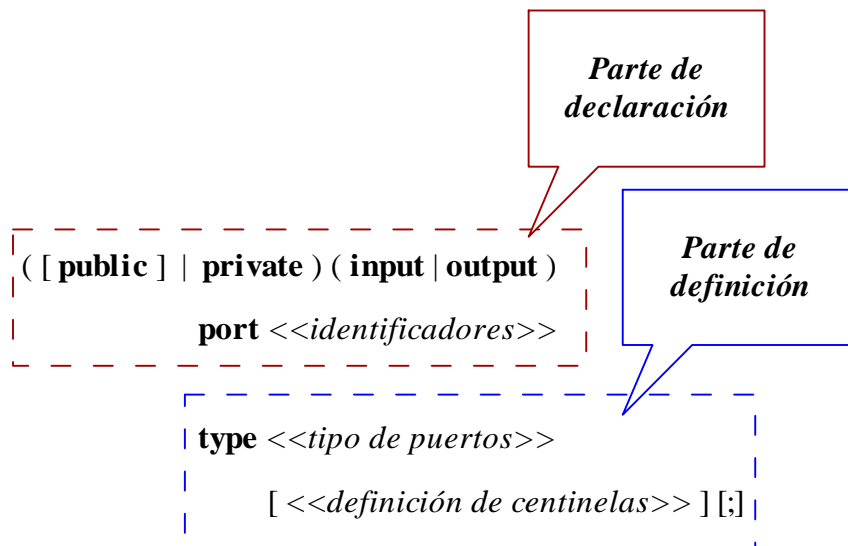 Parte de
declaración
Parte de
definición
( [ public ] | private ) ( input | output )
port <<identificadores>>
type <<tipo de puertos>>
[ <<definición de centinelas>> ] [;]